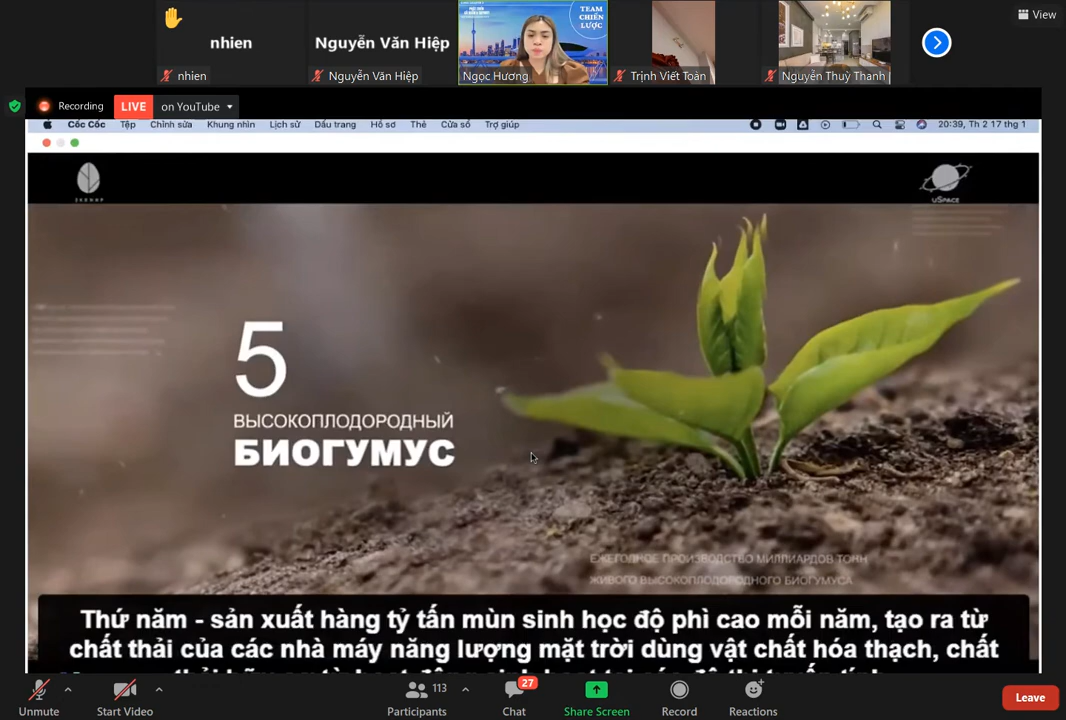 View
nhien
Nguyễn Văn Hiệp
TEAM
CHIẾN
LƯỢC
nhien
Nguyễn Văn Hiệp
Ngọc Hương
Trịnh Viết Toàn
Nguyễn Thuỳ Thanh
Recording
LIVE
on YouTube
Cốc Cốc Tệp Chỉnh sửa Khung nhìn Lịch sử Dấu trang Hồ sơ Thẻ Cửa sổ Trợ giúp
20:39, Th 2 17 thg 1
uSpace
5
ВЫСОКОПЛОДОРОДНЫЙ
БИОГУМУС
ЕЖЕГОДНОЕ ПРОИЗВОДСТВО МИЛЛИАРДОВ ТОНН
ЖИВОГО ВЫСОКОПЛОДОРОДНОГО БИОГУМУСА
Thứ năm - sản xuất hàng tỷ tấn mùn sinh học độ phì cao mỗi năm, tạo ra từ
chất thải của các nhà máy năng lượng mặt trời dùng vật chất hóa thạch, chất
Unmute
Start Video
113
Participants
27
Chat
Share Screen
Record
Reactions
Leave